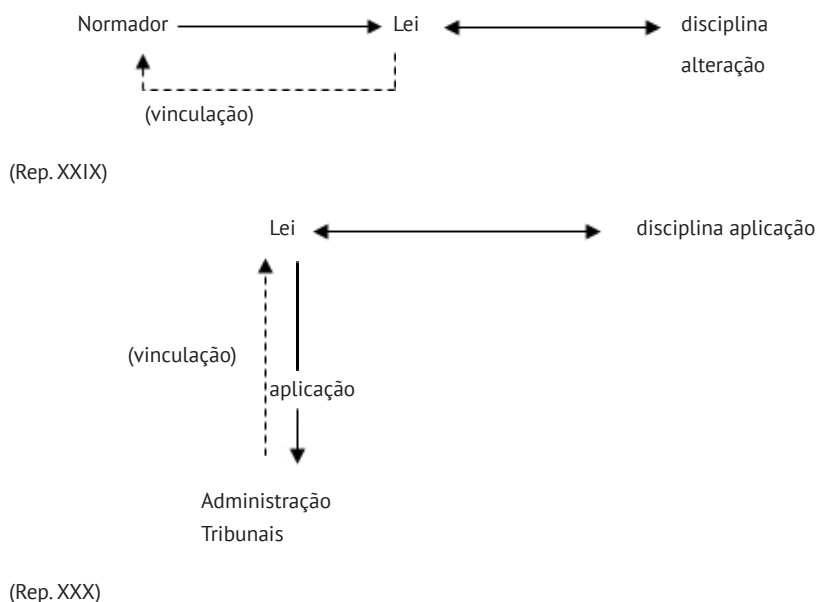 Normador Lei disciplina
alteração
(vinculação)
(Rep. XXIX)
Lei disciplina aplicação
(vinculação)
aplicação
Administração
Tribunais
(Rep. XXX)